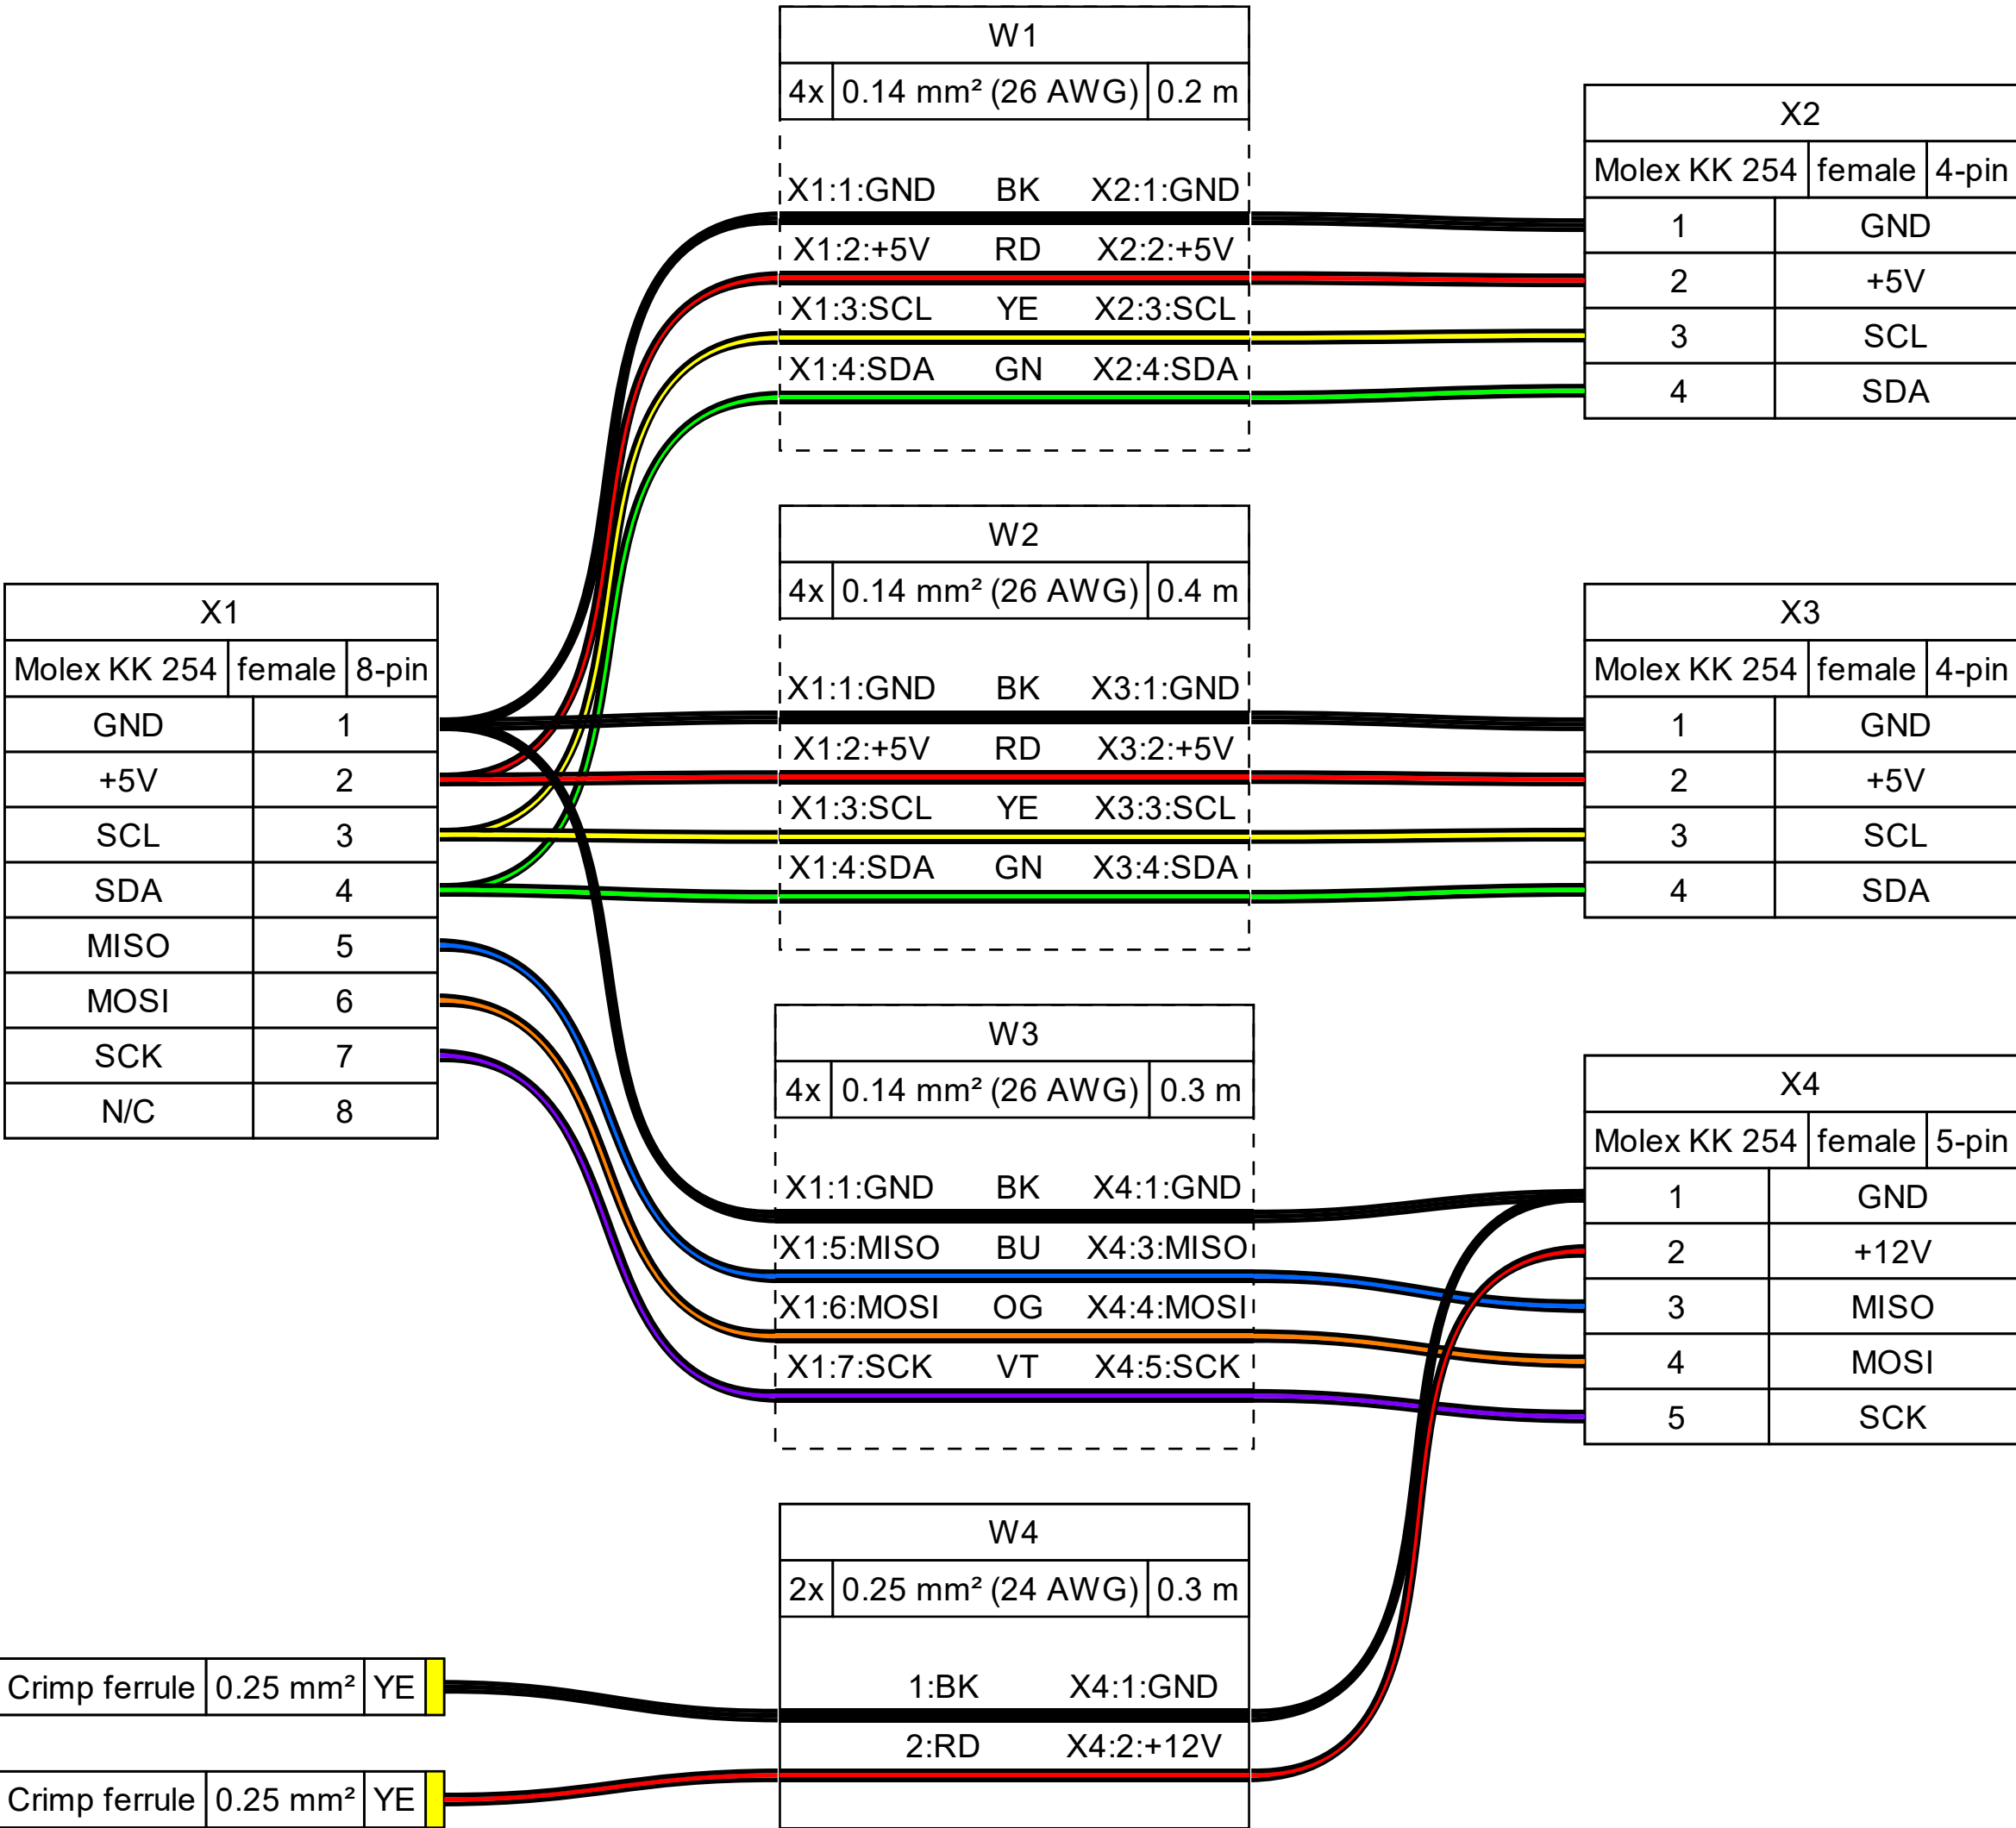 W1
4x 0.14 mm² (26 AWG) 0.2 m
X1:1:GND BK X2:1:GND
X1:2:+5V RD X2:2:+5V
X1:3:SCL YE X2:3:SCL
X1:4:SDA GN X2:4:SDA
X2
Molex KK 254 female 4-pin
1 GND
2 +5V
3 SCL
4 SDA
W2
4x 0.14 mm² (26 AWG) 0.4 m
X1:1:GND BK X3:1:GND
X1:2:+5V RD X3:2:+5V
X1:3:SCL YE X3:3:SCL
X1:4:SDA GN X3:4:SDA
X1
Molex KK 254 female 8-pin
GND 1
+5V 2
SCL 3
SDA 4
MISO 5
MOSI 6
SCK 7
N/C 8
X3
Molex KK 254 female 4-pin
1 GND
2 +5V
3 SCL
4 SDA
W3
4x 0.14 mm² (26 AWG) 0.3 m
X1:1:GND BK X4:1:GND
X1:5:MISO BU X4:3:MISO
X1:6:MOSI OG X4:4:MOSI
X1:7:SCK VT X4:5:SCK
X4
Molex KK 254 female 5-pin
1 GND
2 +12V
3 MISO
4 MOSI
5 SCK
W4
2x 0.25 mm² (24 AWG) 0.3 m
1:BK X4:1:GND
2:RD X4:2:+12V
Crimp ferrule 0.25 mm² YE
Crimp ferrule 0.25 mm² YE